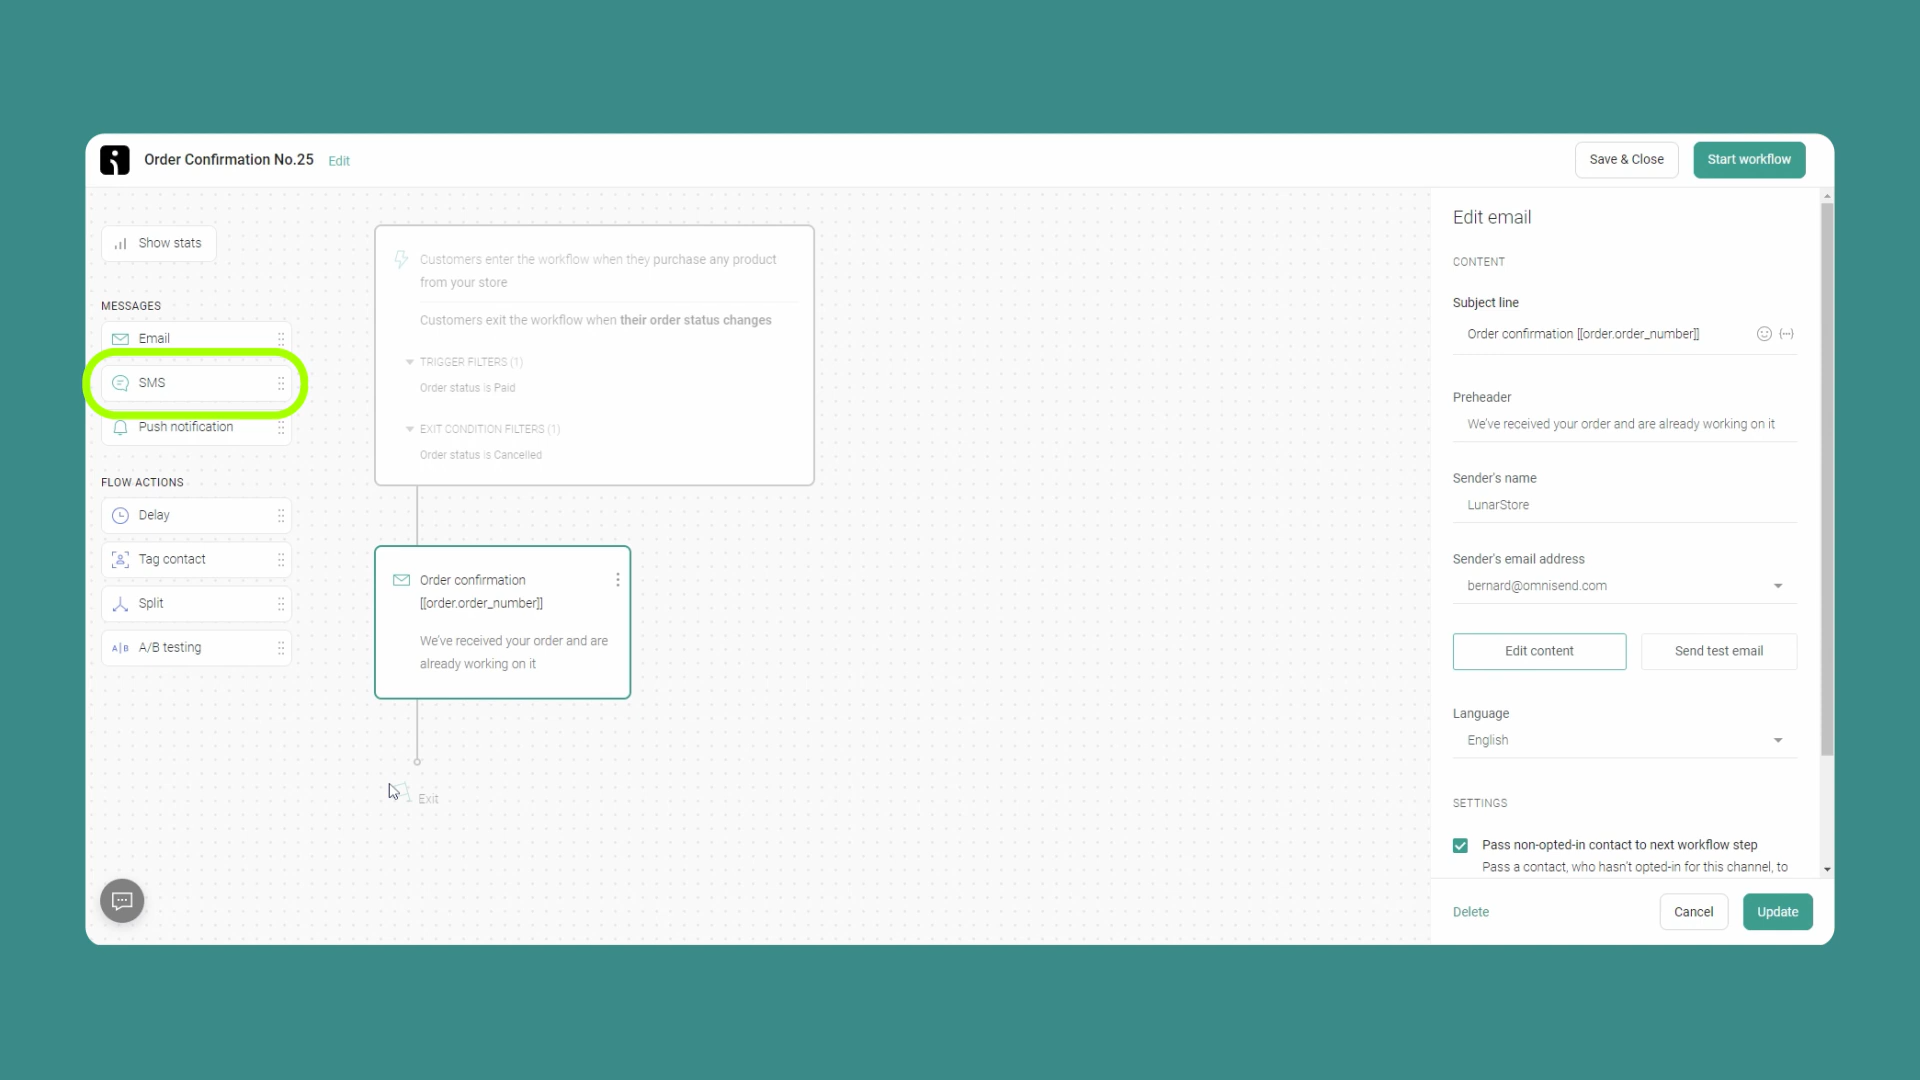 Order Confirmation No.25 Edit
Save & Close
Start workflow
Show stats
MESSAGES
Email
SMS
Push notification
FLOW ACTIONS
Delay
Tag contact
Split
A|B A/B testing
Customers enter the workflow when they purchase any product
from your store
Customers exit the workflow when their order status changes
TRIGGER FILTERS (1)
Order status is Paid
EXIT CONDITION FILTERS (1)
Order status is Cancelled
Order confirmation
[[order.order_number]]
We've received your order and are
already working on it
Exit
Edit email
CONTENT
Subject line
Order confirmation [[order.order_number]]
Preheader
We've received your order and are already working on it
Sender's name
LunarStore
Sender's email address
bernard@omnisend.com
Edit content
Send test email
Language
English
SETTINGS
Pass non-opted-in contact to next workflow step
Pass a contact, who hasn't opted-in for this channel, to
Delete
Cancel
Update